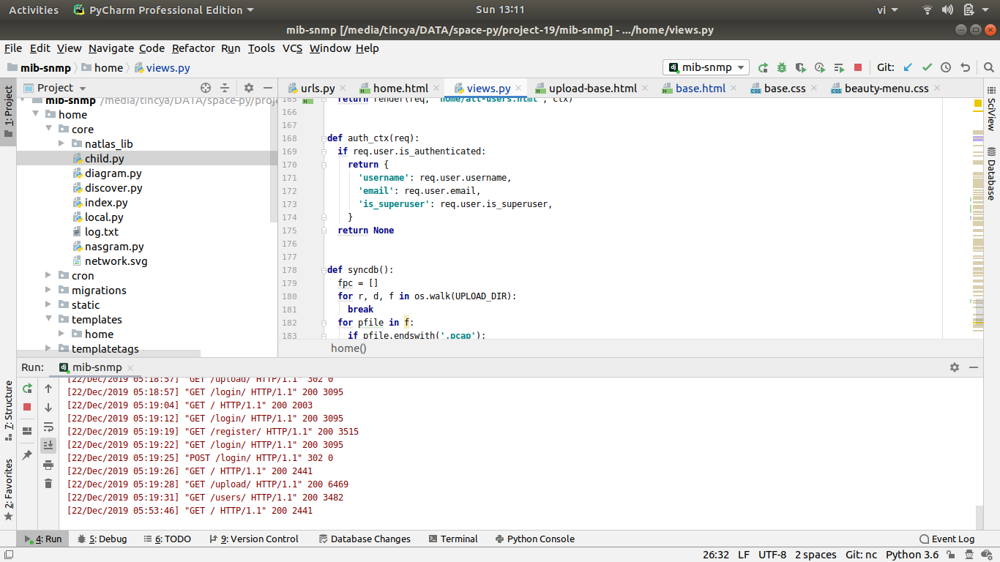 Activities PyCharm Professional Edition Sun 13:11 vi
mib-snmp [/media/tincya/DATA/space-py/project-19/mib-snmp] - .../home/views.py
File Edit View Navigate Code Refactor Run Tools VCS Window Help
mib-snmp home views.py mib-snmp Git:
1: Project
Project
urls.py home.html views.py upload-base.html base.html base.css beauty-menu.css
mib-snmp /media/tincya/DATA/space-py/proje
home
core
natlas_lib
child.py
diagram.py
discover.py
index.py
local.py
log.txt
nasgram.py
network.svg
cron
migrations
static
templates
home
templatetags
165 return render(req, 'home/all-users.html', ctx)
166
167
168 def auth_ctx(req):
169 if req.user.is_authenticated:
170 return {
171 'username': req.user.username,
172 'email': req.user.email,
173 'is_superuser': req.user.is_superuser,
174 }
175 return None
176
177
178 def syncdb():
179 fpc = []
180 for r, d, f in os.walk(UPLOAD_DIR):
181 break
182 for pfile in f:
183 if pfile.endswith('.pcap'):
home()
SciView
Database
Run: mib-snmp
[22/Dec/2019 05:18:57] "GET /upload/ HTTP/1.1" 302 0
[22/Dec/2019 05:18:57] "GET /login/ HTTP/1.1" 200 3095
[22/Dec/2019 05:19:04] "GET / HTTP/1.1" 200 2003
[22/Dec/2019 05:19:12] "GET /login/ HTTP/1.1" 200 3095
[22/Dec/2019 05:19:19] "GET /register/ HTTP/1.1" 200 3515
[22/Dec/2019 05:19:22] "GET /login/ HTTP/1.1" 200 3095
[22/Dec/2019 05:19:25] "POST /login/ HTTP/1.1" 302 0
[22/Dec/2019 05:19:26] "GET / HTTP/1.1" 200 2441
[22/Dec/2019 05:19:28] "GET /upload/ HTTP/1.1" 200 6469
[22/Dec/2019 05:19:31] "GET /users/ HTTP/1.1" 200 3482
[22/Dec/2019 05:53:46] "GET / HTTP/1.1" 200 2441
7: Structure
2: Favorites
4: Run 5: Debug 6: TODO 9: Version Control Database Changes Terminal Python Console Event Log
26:32 LF UTF-8 2 spaces Git: nc Python 3.6